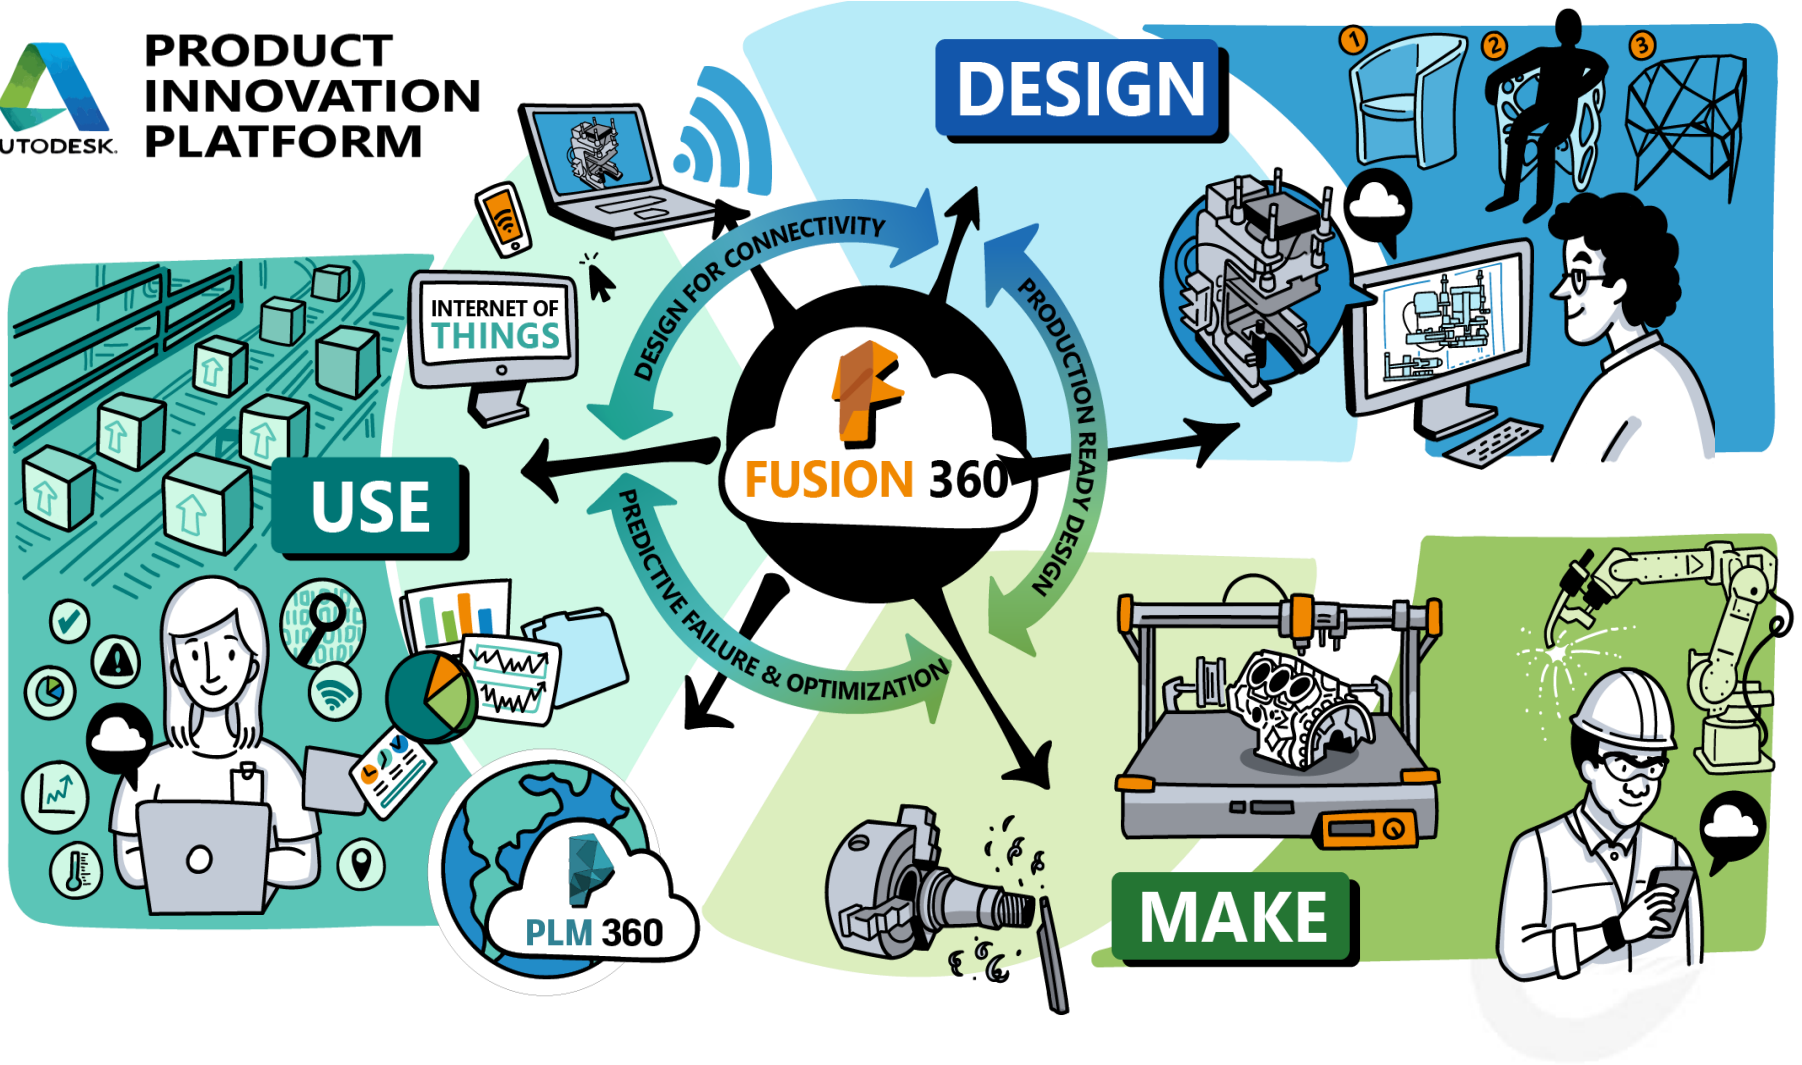 PRODUCT
INNOVATION
PLATFORM
UTODESK.
DESIGN
1
2
3
INTERNET OF
THINGS
DESIGN FOR CONNECTIVITY
PRODUCTION READY DESIGN
PREDICTIVE FAILURE & OPTIMIZATION
FUSION 360
USE
PLM 360
MAKE